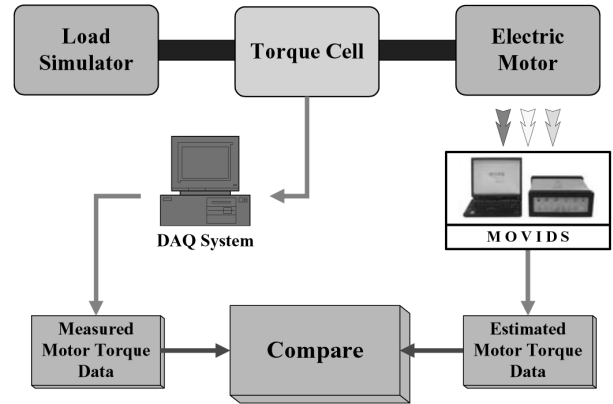 Load
Simulator
Torque Cell
Electric
Motor
DAQ System
M O V I D S
Measured
Motor Torque
Data
Compare
Estimated
Motor Torque
Data